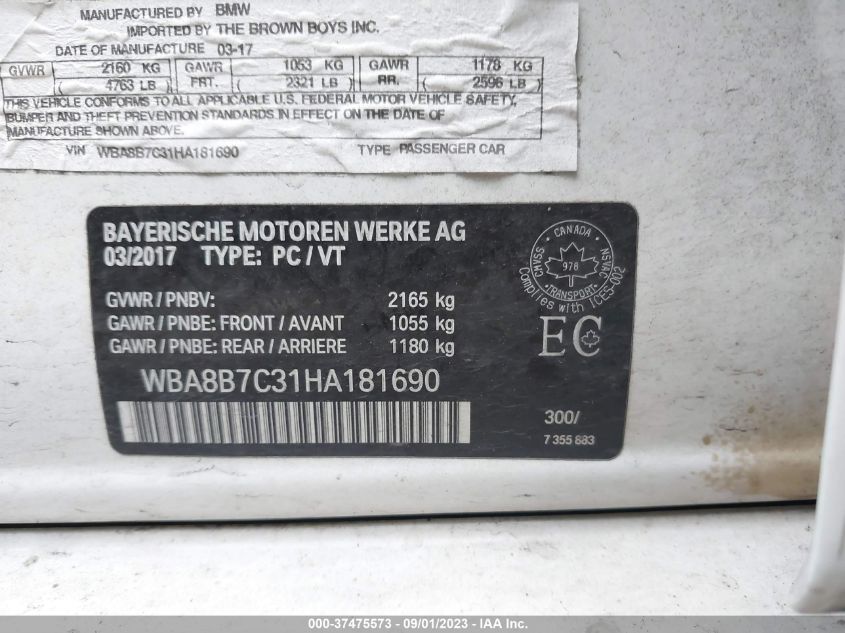 MANUFACTURED BY BMW
IMPORTED BY THE BROWN BOYS INC.
DATE OF MANUFACTURE 03-17
GVWR 2160 KG GAWR 1053 KG GAWR 1178 KG
( 4763 LB ) FRT. ( 2321 LB ) RR. ( 2596 LB )
THIS VEHICLE CONFORMS TO ALL APPLICABLE U.S. FEDERAL MOTOR VEHICLE SAFETY,
BUMPER AND THEFT PREVENTION STANDARDS IN EFFECT ON THE DATE OF
MANUFACTURE SHOWN ABOVE.
VIN WBA8B7C31HA181690 TYPE PASSENGER CAR
BAYERISCHE MOTOREN WERKE AG
03/2017 TYPE: PC / VT
CANADA
CMVSS 978 NSVAC
TRANSPORT
ICES-002
GVWR / PNBV: 2165 kg
GAWR / PNBE: FRONT / AVANT 1055 kg
GAWR / PNBE: REAR / ARRIERE 1180 kg
EC
WBA8B7C31HA181690
300/
7 355 883
000-37475573 - 09/01/2023 - IAA Inc.